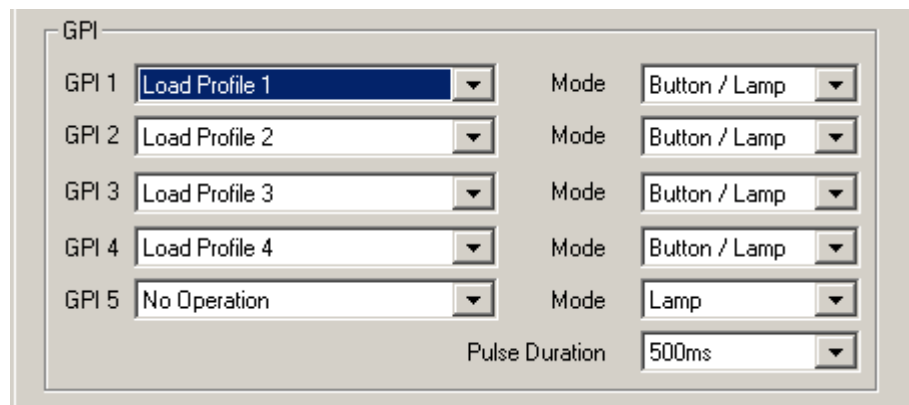 GPI
GPI 1 Load Profile 1 Mode Button / Lamp
GPI 2 Load Profile 2 Mode Button / Lamp
GPI 3 Load Profile 3 Mode Button / Lamp
GPI 4 Load Profile 4 Mode Button / Lamp
GPI 5 No Operation Mode Lamp
Pulse Duration 500ms